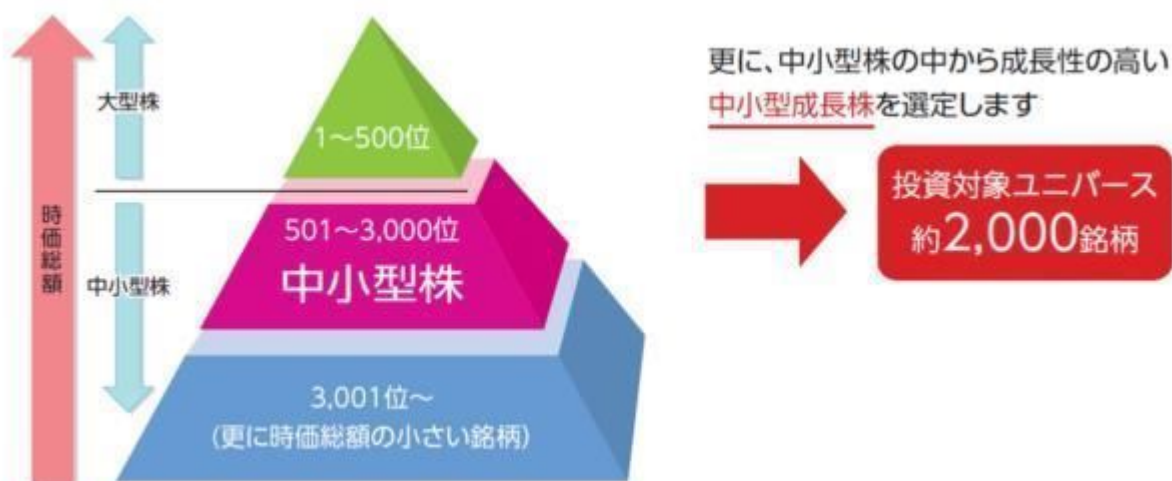 時価総額
大型株
中小型株
1～500位
501～3,000位
中小型株
3,001位～
(更に時価総額の小さい銘柄)
更に、中小型株の中から成長性の高い
中小型成長株を選定します
投資対象ユニバース
約2,000銘柄